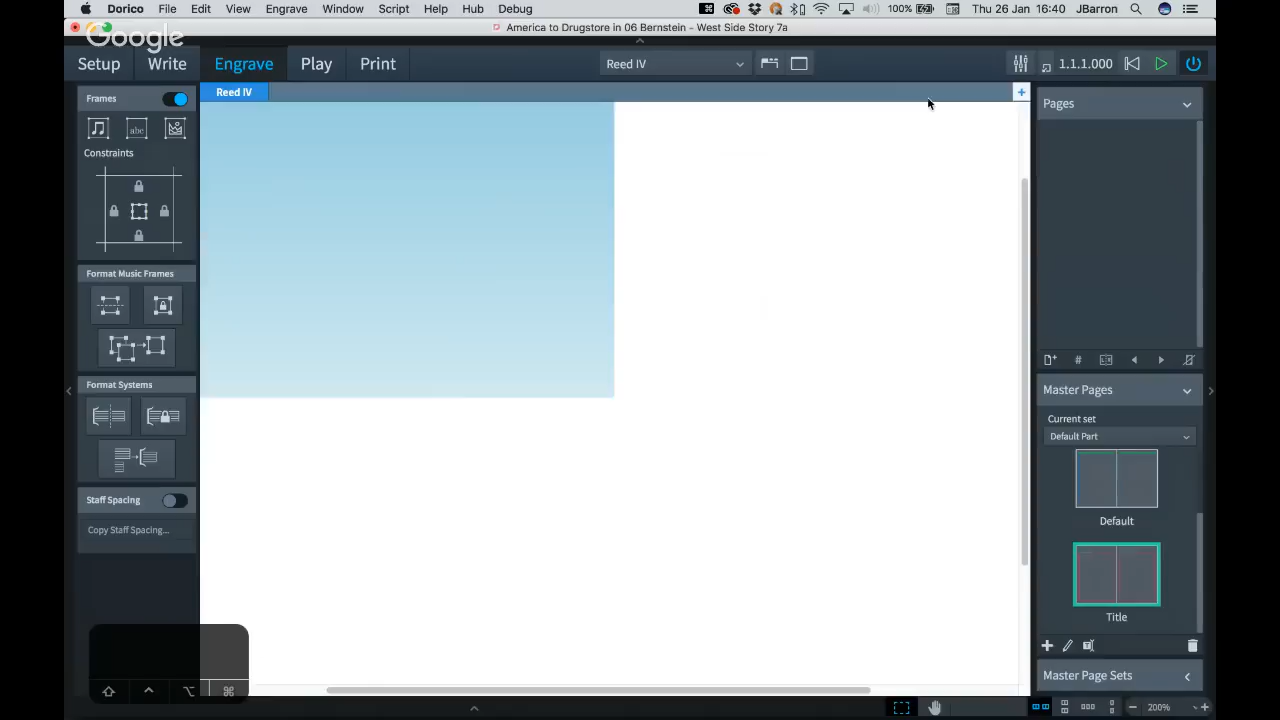 Dorico File Edit View Engrave Window Script Help Hub Debug 100% Thu 26 Jan 16:40 JBarron
America to Drugstore in 06 Bernstein - West Side Story 7a
Google
Setup Write Engrave Play Print Reed IV 1.1.1.000
Frames
Reed IV
Pages
abc
Constraints
Format Music Frames
#
Format Systems
Master Pages
Current set
Default Part
Staff Spacing
Default
Copy Staff Spacing...
Title
Master Page Sets
200%